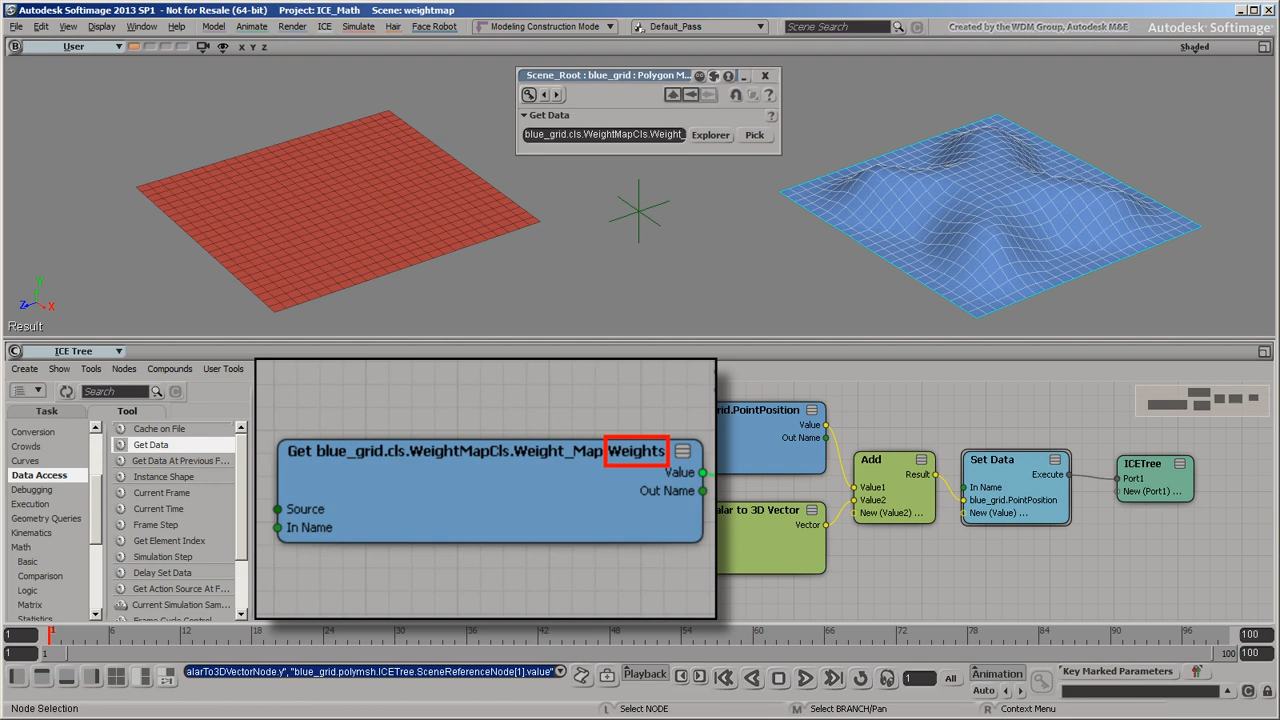 Autodesk Softimage 2013 SP1 - Not for Resale (64-bit) Project: ICE_Math Scene: weightmap
File Edit View Display Window Help Model Animate Render ICE Simulate Hair Face Robot Modeling Construction Mode Default_Pass Scene Search Created by the WDM Group, Autodesk M&E Autodesk Softimage
B User X Y Z Shaded
Scene_Root : blue_grid : Polygon M...
Get Data
blue_grid.cls.WeightMapCls.Weight_ Explorer Pick
Y
Z X
Result
C ICE Tree
Create Show Tools Nodes Compounds User Tools
Search
Task Tool
Conversion
Crowds
Curves
Data Access
Debugging
Execution
Geometry Queries
Kinematics
Math
Basic
Comparison
Logic
Matrix
Statistics
Cache on File
Get Data
Get Data At Previous F...
Instance Shape
Current Frame
Current Time
Frame Step
Get Element Index
Simulation Step
Delay Set Data
Get Action Source At F...
Current Simulation Sam...
Frame Cycle Control
Get blue_grid.cls.WeightMapCls.Weight_Map Weights
Value
Out Name
Source
In Name
rid.PointPosition
Value
Out Name
alar to 3D Vector
Vector
Add
Result
Value1
Value2
New (Value2) ...
Set Data
Execute
In Name
blue_grid.PointPosition
New (Value) ...
ICETree
Port1
New (Port1) ...
1 1 6 12 18 24 30 36 42 48 54 60 66 72 78 84 90 96 100
1 1 100 100
alarTo3DVectorNode.y", "blue_grid.polymsh.ICETree.SceneReferenceNode[1].value" Playback 1 All Animation Key Marked Parameters
Auto
Node Selection L Select NODE M Select BRANCH/Pan R Context Menu